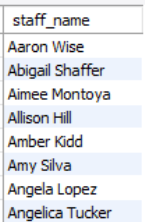 staff_name
Aaron Wise
Abigail Shaffer
Aimee Montoya
Allison Hill
Amber Kidd
Amy Silva
Angela Lopez
Angelica Tucker